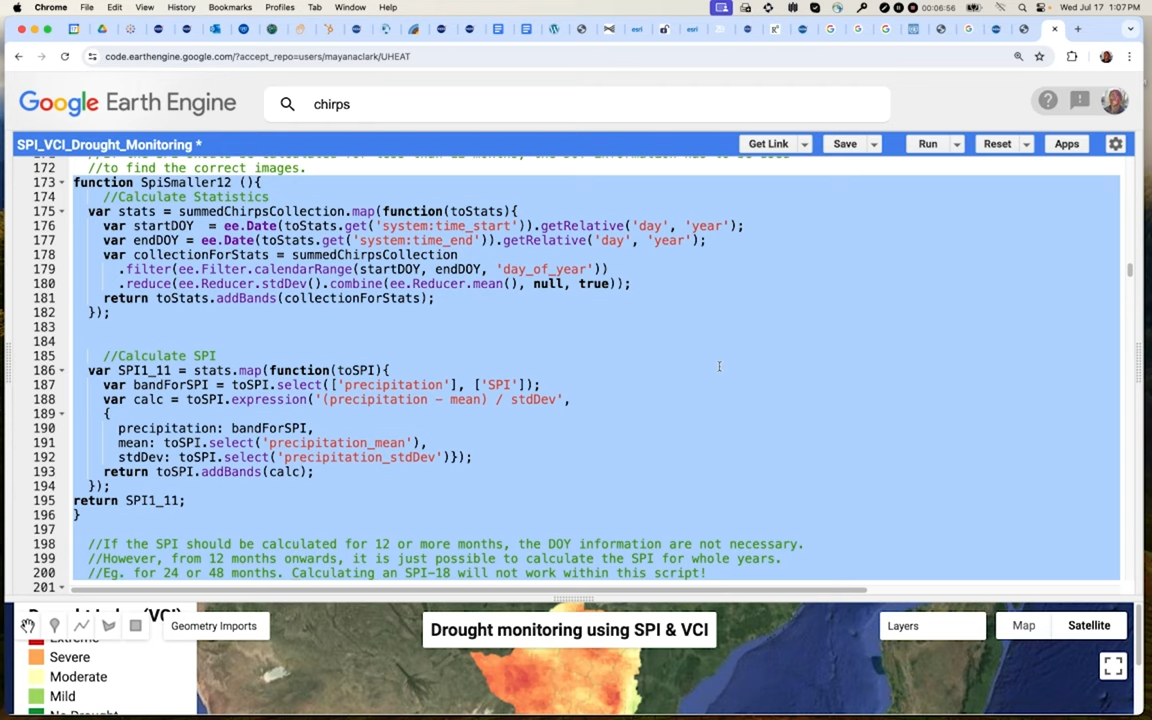 Chrome File Edit View History Bookmarks Profiles Tab Window Help 00:06:56 Wed Jul 17 1:07 PM
code.earthengine.google.com/?accept_repo=users/mayanaclark/UHEAT
Google Earth Engine
chirps
SPI_VCI_Drought_Monitoring *
Get Link Save Run Reset Apps
172 //to find the correct images.
173 function SpiSmaller12 (){
174 //Calculate Statistics
175 var stats = summedChirpsCollection.map(function(toStats){
176 var startDOY = ee.Date(toStats.get('system:time_start')).getRelative('day', 'year');
177 var endDOY = ee.Date(toStats.get('system:time_end')).getRelative('day', 'year');
178 var collectionForStats = summedChirpsCollection
179 .filter(ee.Filter.calendarRange(startDOY, endDOY, 'day_of_year'))
180 .reduce(ee.Reducer.stdDev().combine(ee.Reducer.mean(), null, true));
181 return toStats.addBands(collectionForStats);
182 });
183
184
185 //Calculate SPI
186 var SPI1_11 = stats.map(function(toSPI){
187 var bandForSPI = toSPI.select(['precipitation'], ['SPI']);
188 var calc = toSPI.expression('(precipitation - mean) / stdDev',
189 {
190 precipitation: bandForSPI,
191 mean: toSPI.select('precipitation_mean'),
192 stdDev: toSPI.select('precipitation_stdDev')});
193 return toSPI.addBands(calc);
194 });
195 return SPI1_11;
196 }
197
198 //If the SPI should be calculated for 12 or more months, the DOY information are not necessary.
199 //However, from 12 months onwards, it is just possible to calculate the SPI for whole years.
200 //Eg. for 24 or 48 months. Calculating an SPI-18 will not work within this script!
201
Geometry Imports
Drought monitoring using SPI & VCI
Layers
Map Satellite
Severe
Moderate
Mild